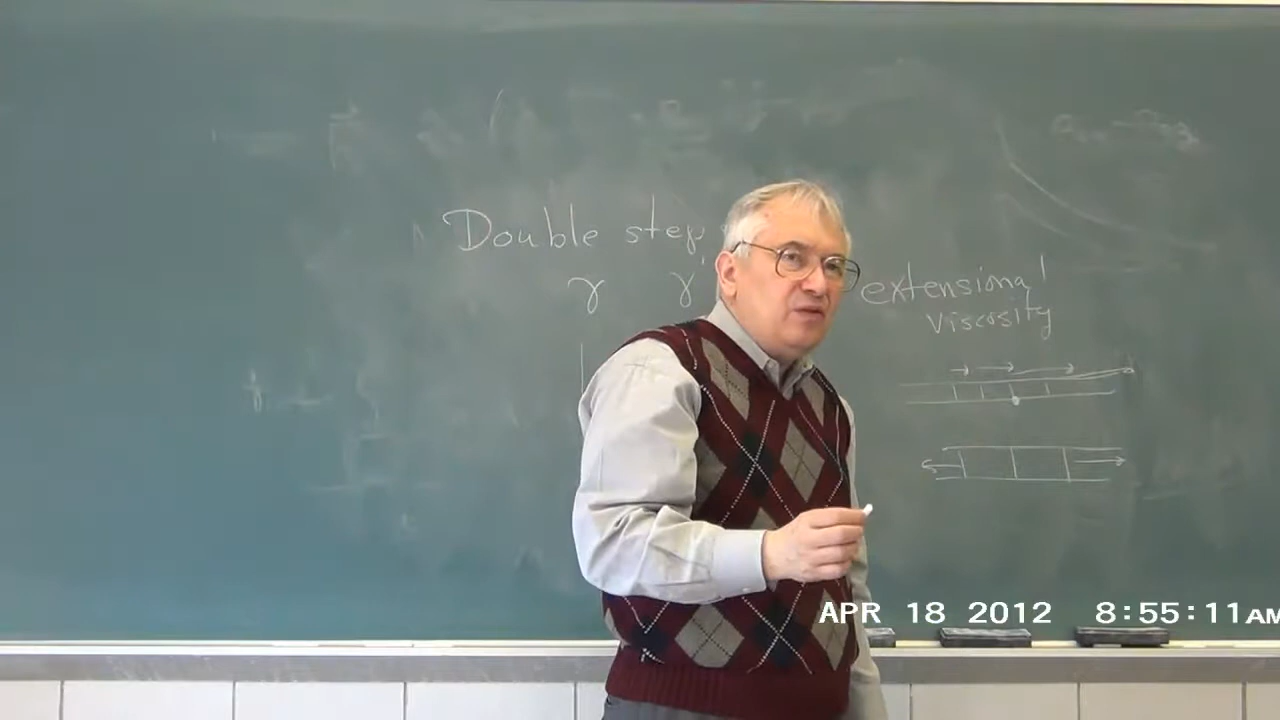 Double step
γ γ'
extensional
Viscosity
APR 18 2012 8:55:11AM